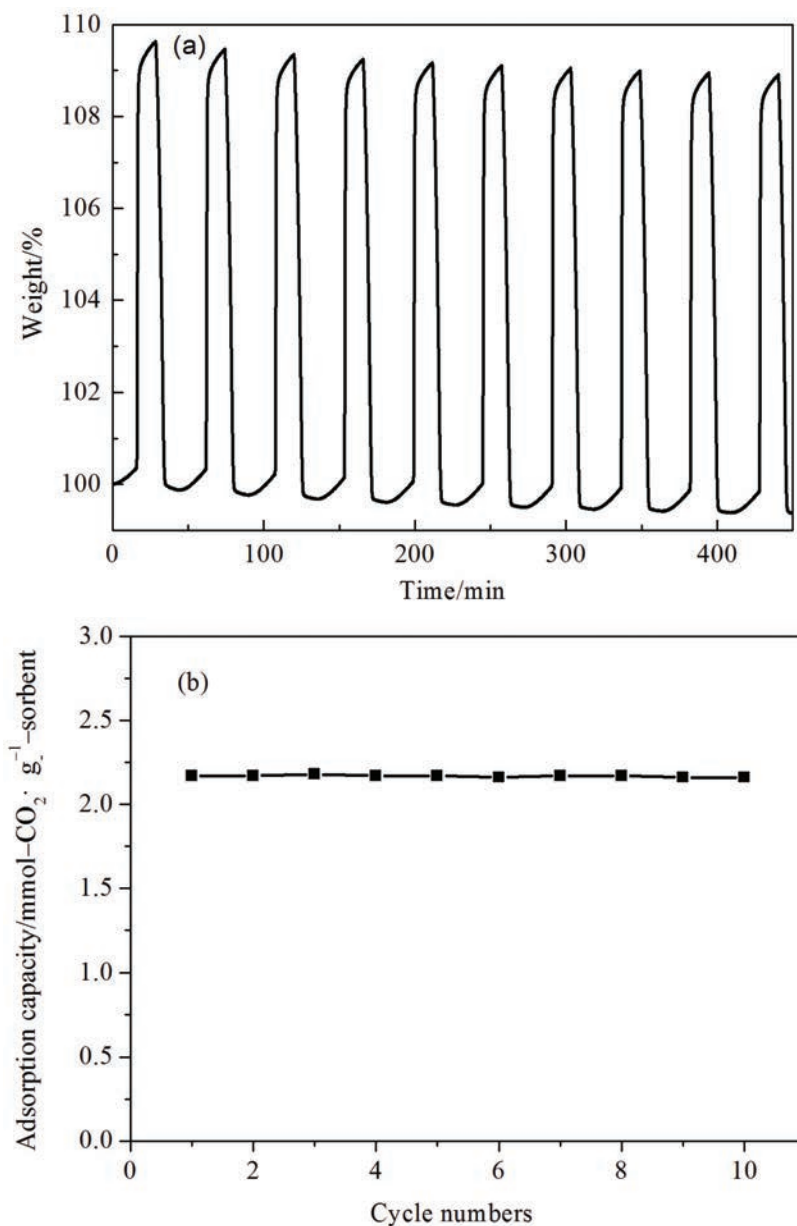 (a)
110
108
106
104
102
100
Weight/%
0 100 200 300 400
Time/min
(b)
3.0
2.5
2.0
1.5
1.0
0.5
0.0
Adsorption capacity/mmol−CO₂· g⁻¹−sorbent
0 2 4 6 8 10
Cycle numbers